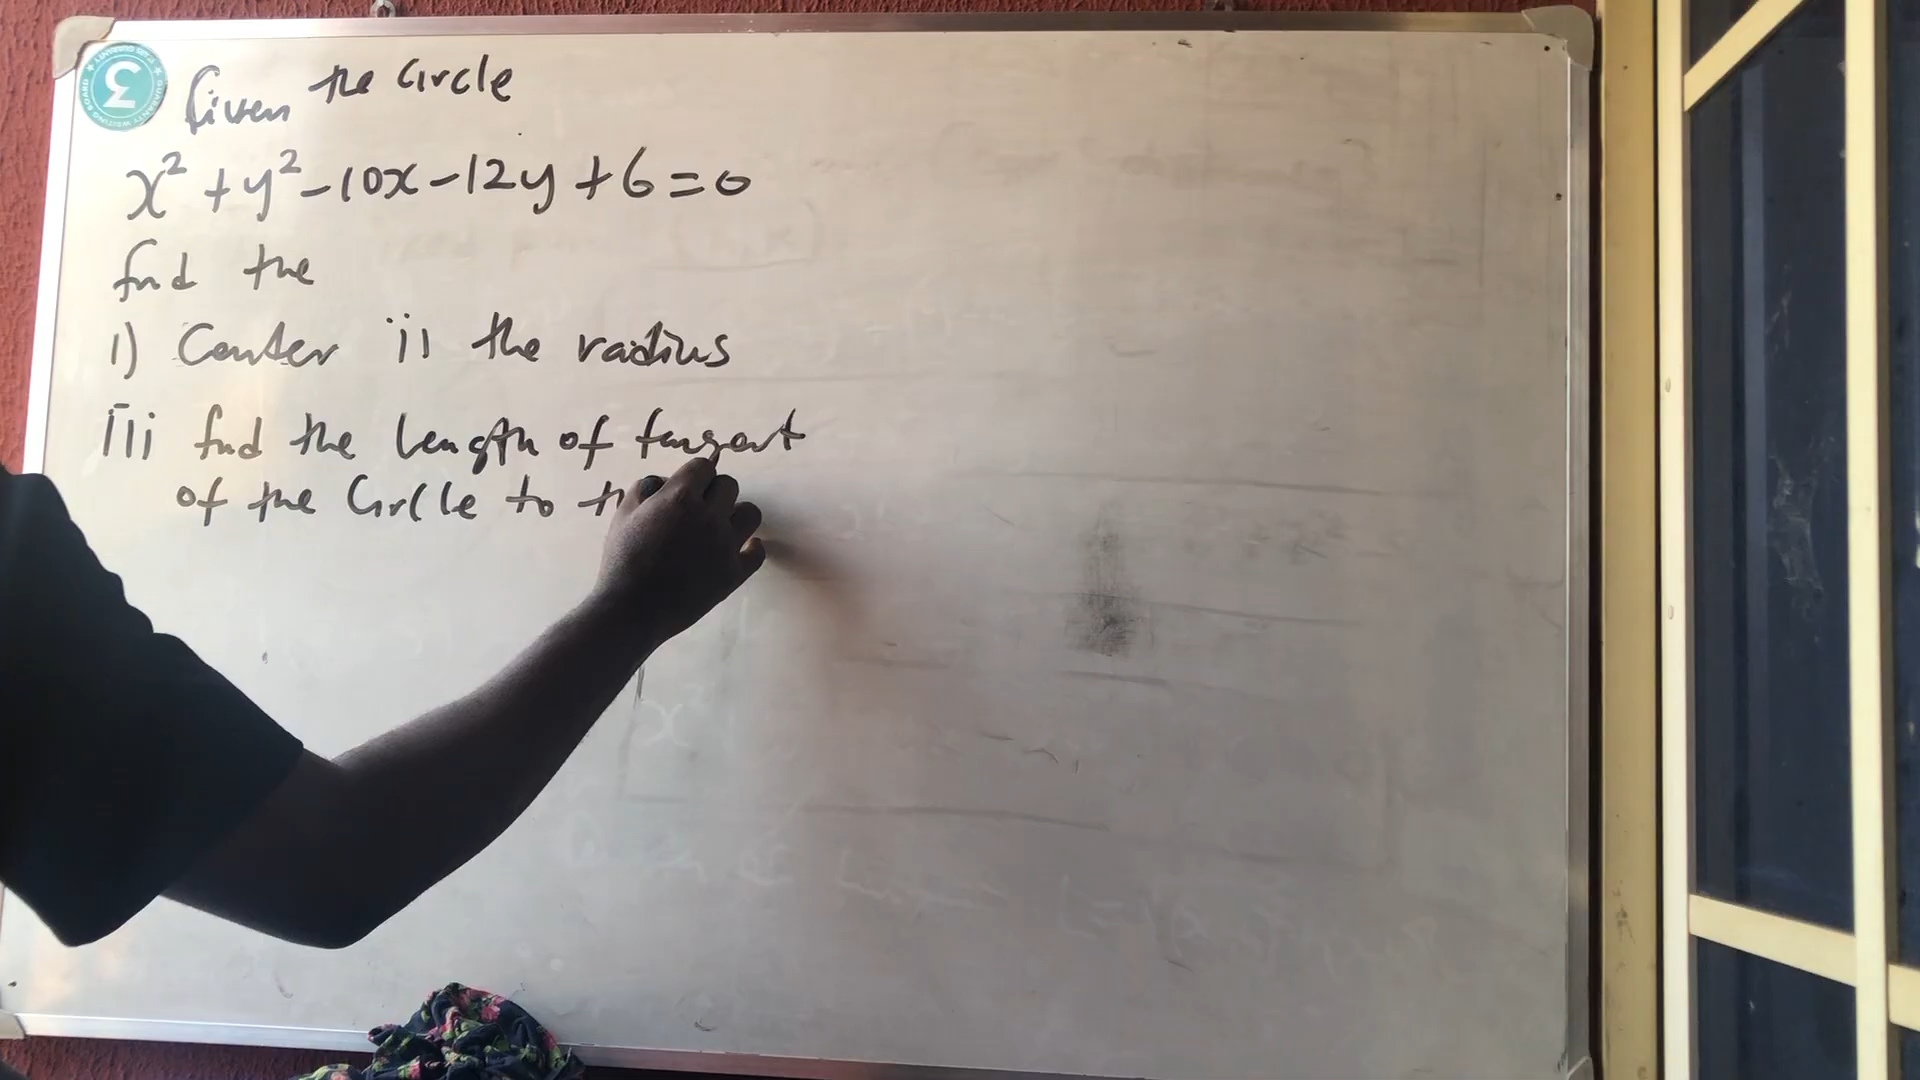 Given the Circle
x² + y² - 10x - 12y + 6 = 0
find the
i) Center ii the radius
iii find the length of tangent
of the Circle to